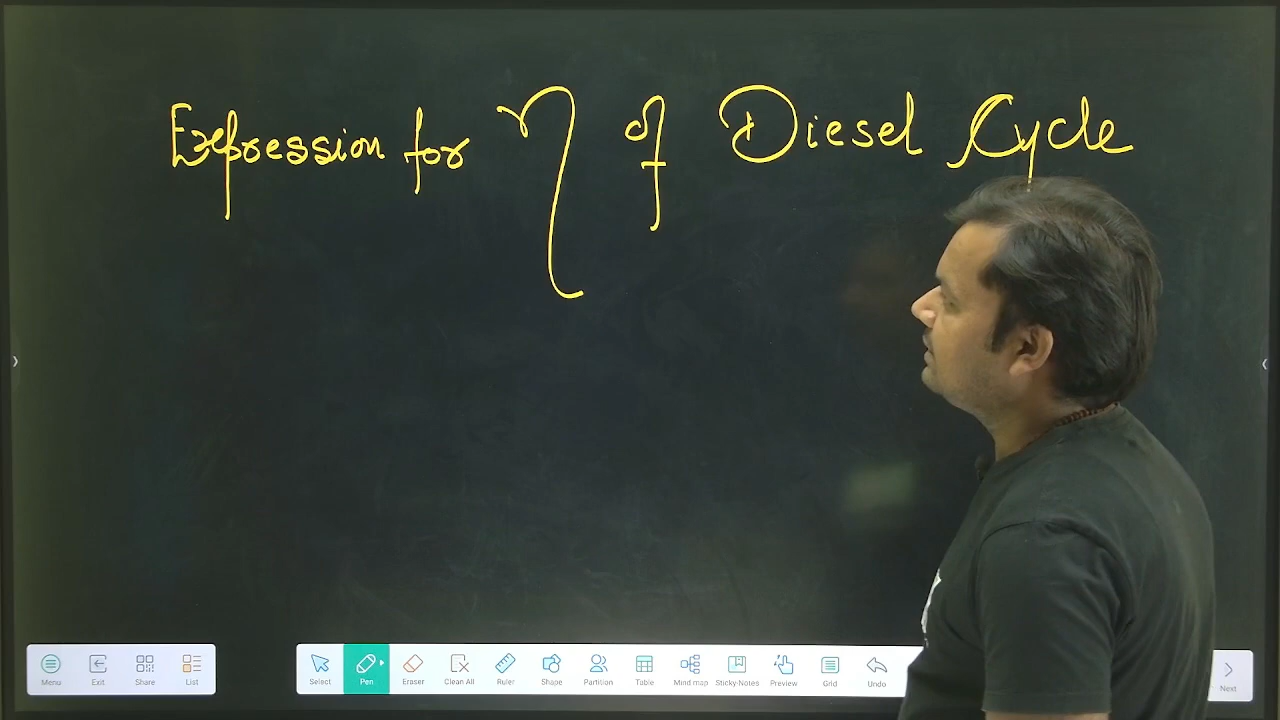 Expression for η of Diesel Cycle
Menu Exit Share List Select Pen Eraser Clean All Ruler Shape Partition Table Mind map Sticky-Notes Preview Grid Undo Next